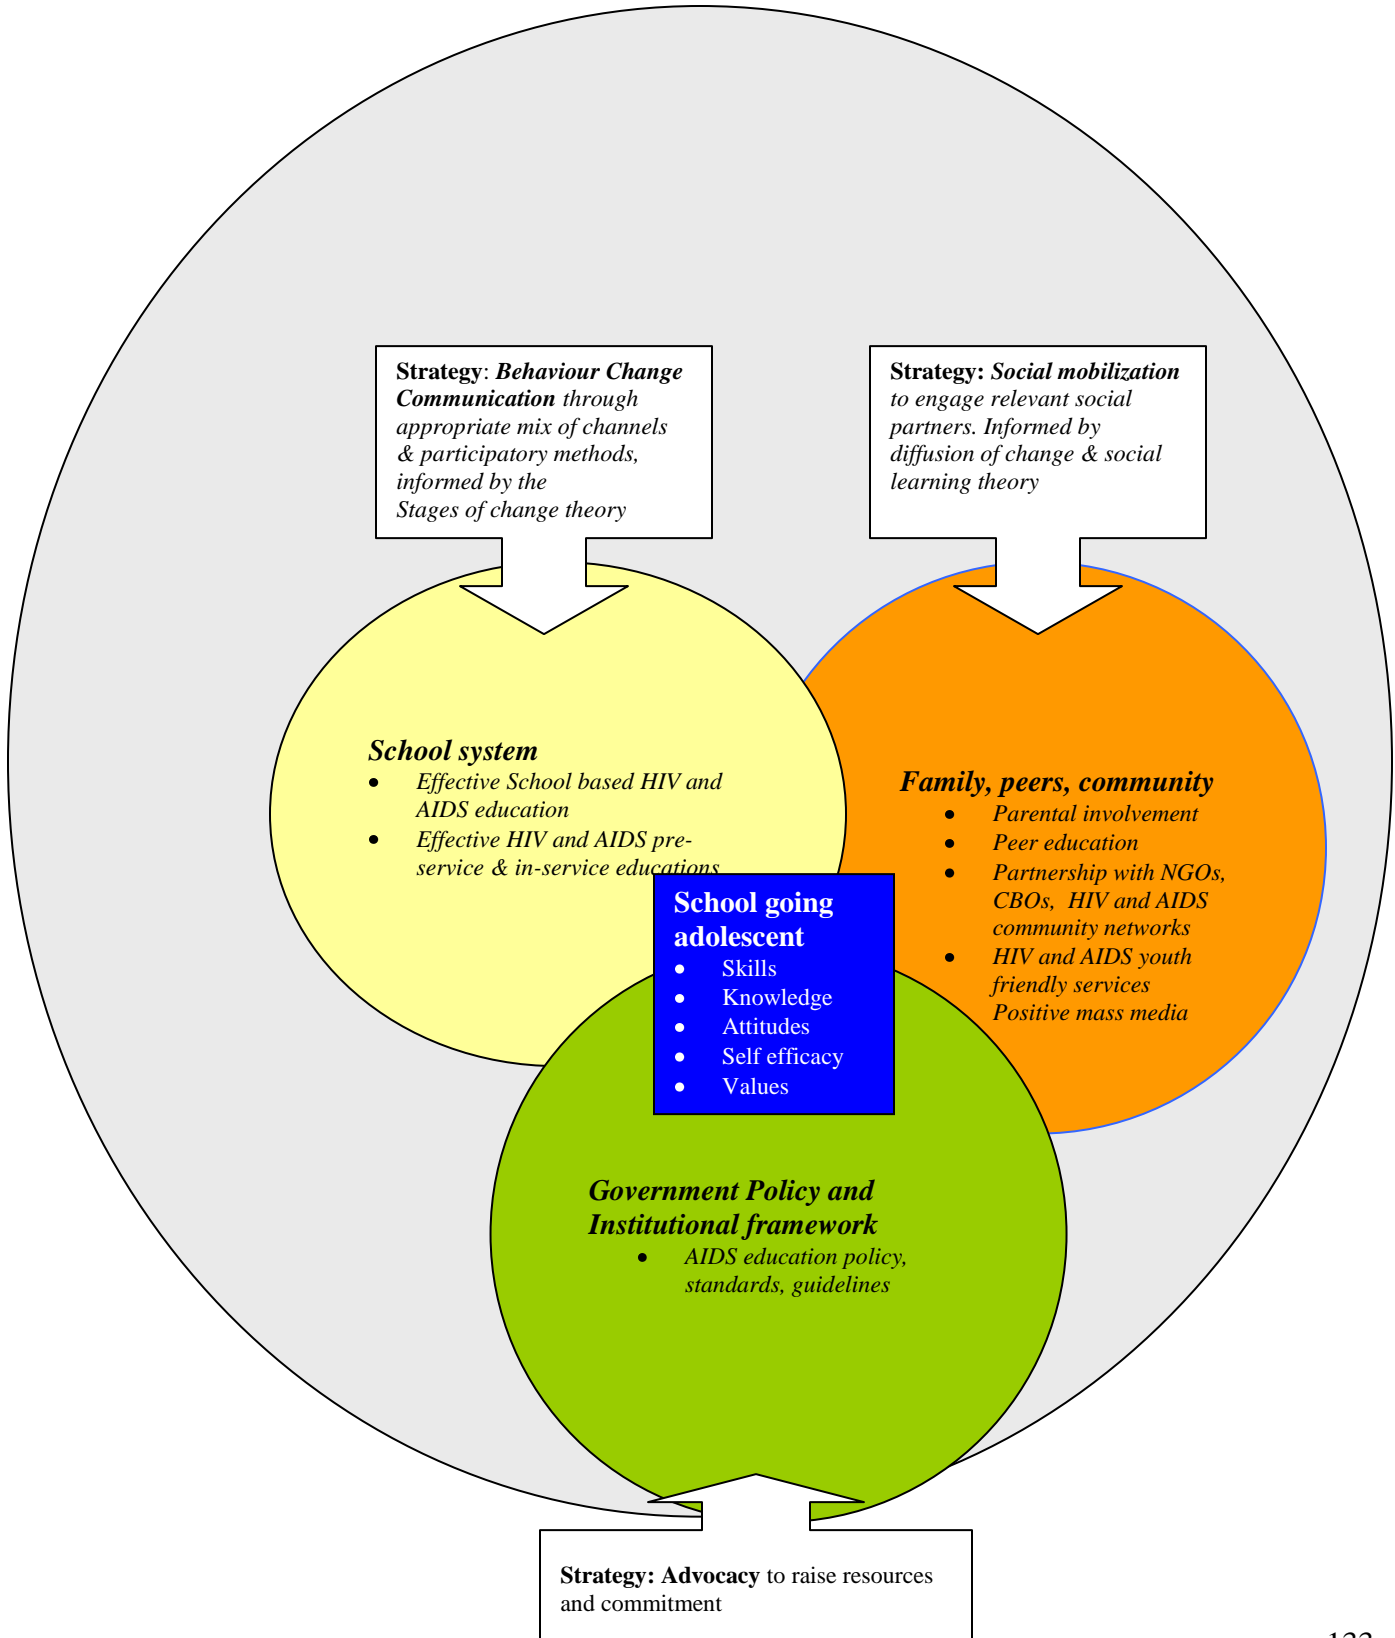 Strategy: Behaviour Change
Communication through
appropriate mix of channels
& participatory methods,
informed by the
Stages of change theory
Strategy: Social mobilization
to engage relevant social
partners. Informed by
diffusion of change & social
learning theory
School system
● Effective School based HIV and
AIDS education
● Effective HIV and AIDS pre-
service & in-service educations
Family, peers, community
● Parental involvement
● Peer education
● Partnership with NGOs,
CBOs, HIV and AIDS
community networks
● HIV and AIDS youth
friendly services
Positive mass media
School going
adolescent
● Skills
● Knowledge
● Attitudes
● Self efficacy
● Values
Government Policy and
Institutional framework
● AIDS education policy,
standards, guidelines
Strategy: Advocacy to raise resources
and commitment